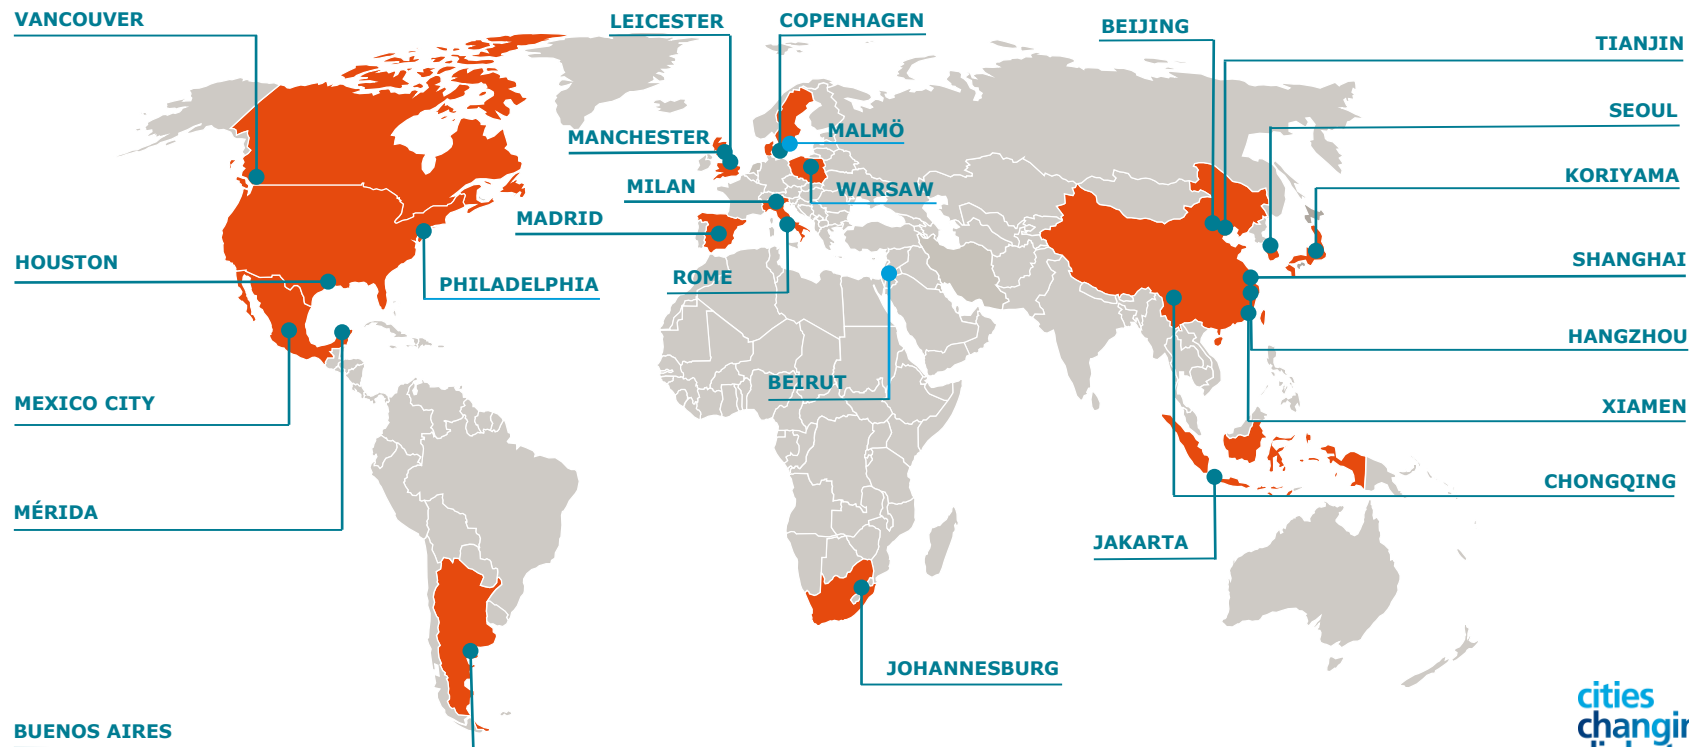 VANCOUVER
LEICESTER
COPENHAGEN
BEIJING
TIANJIN
SEOUL
MANCHESTER
MALMÖ
KORIYAMA
MILAN
WARSAW
MADRID
HOUSTON
PHILADELPHIA
ROME
SHANGHAI
HANGZHOU
BEIRUT
MEXICO CITY
XIAMEN
CHONGQING
MÉRIDA
JAKARTA
JOHANNESBURG
BUENOS AIRES
cities